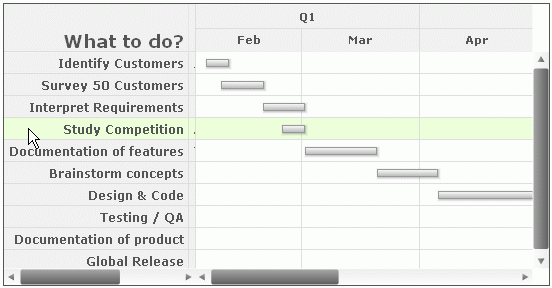 Q1
What to do?
Feb Mar Apr
Identify Customers
Survey 50 Customers
Interpret Requirements
Study Competition
Documentation of features
Brainstorm concepts
Design & Code
Testing / QA
Documentation of product
Global Release